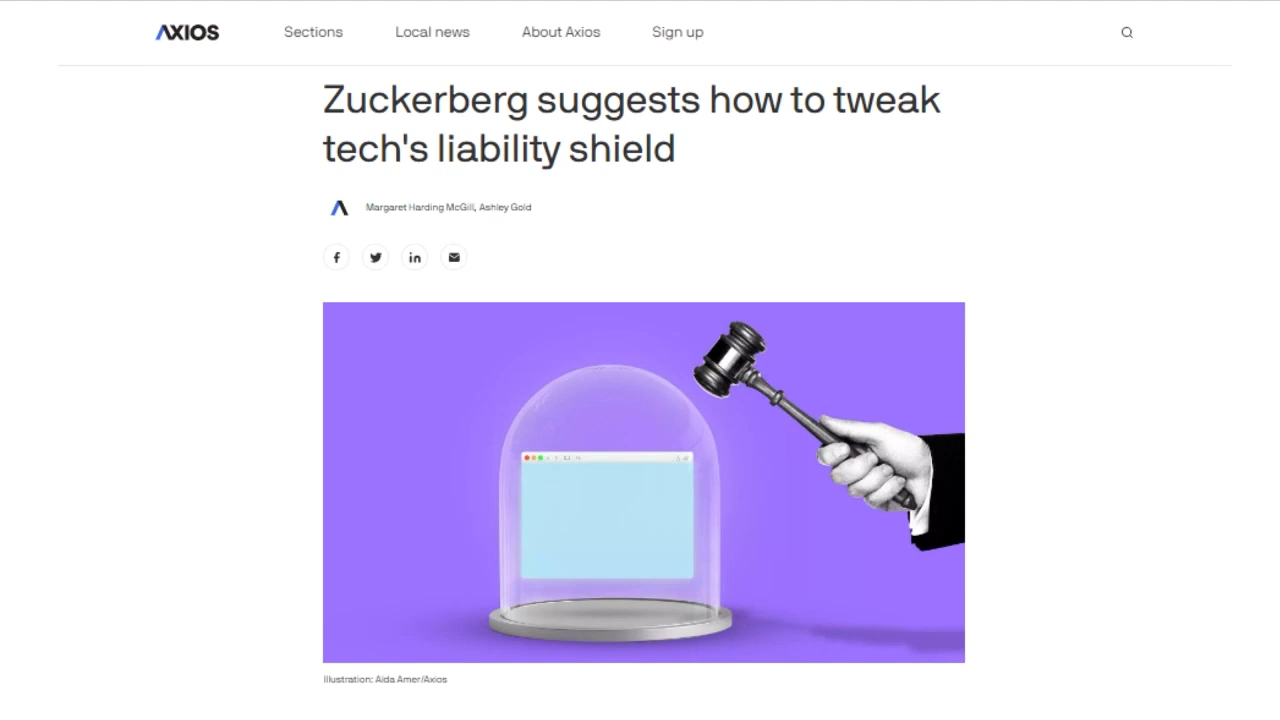 AXIOS Sections Local news About Axios Sign up
Zuckerberg suggests how to tweak
tech's liability shield
Margaret Harding McGill, Ashley Gold
Illustration: Aïda Amer/Axios